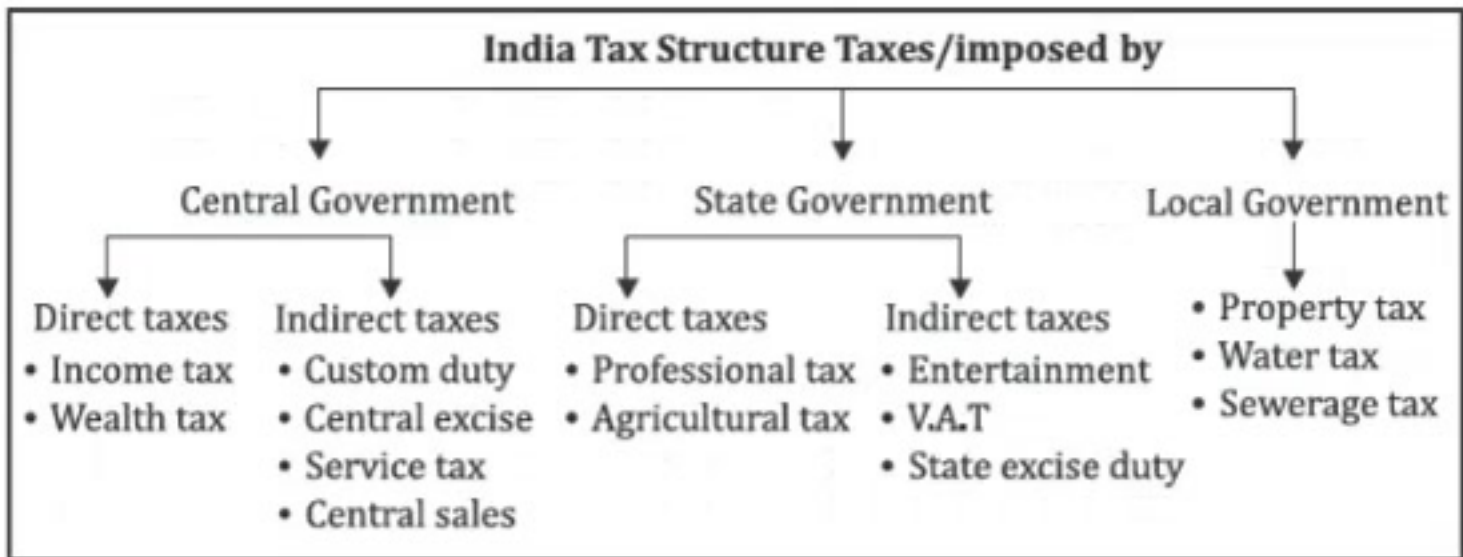 India Tax Structure Taxes/imposed by
Central Government
State Government
Local Government
Direct taxes
• Income tax
• Wealth tax
Indirect taxes
• Custom duty
• Central excise
• Service tax
• Central sales
Direct taxes
• Professional tax
• Agricultural tax
Indirect taxes
• Entertainment
• V.A.T
• State excise duty
• Property tax
• Water tax
• Sewerage tax